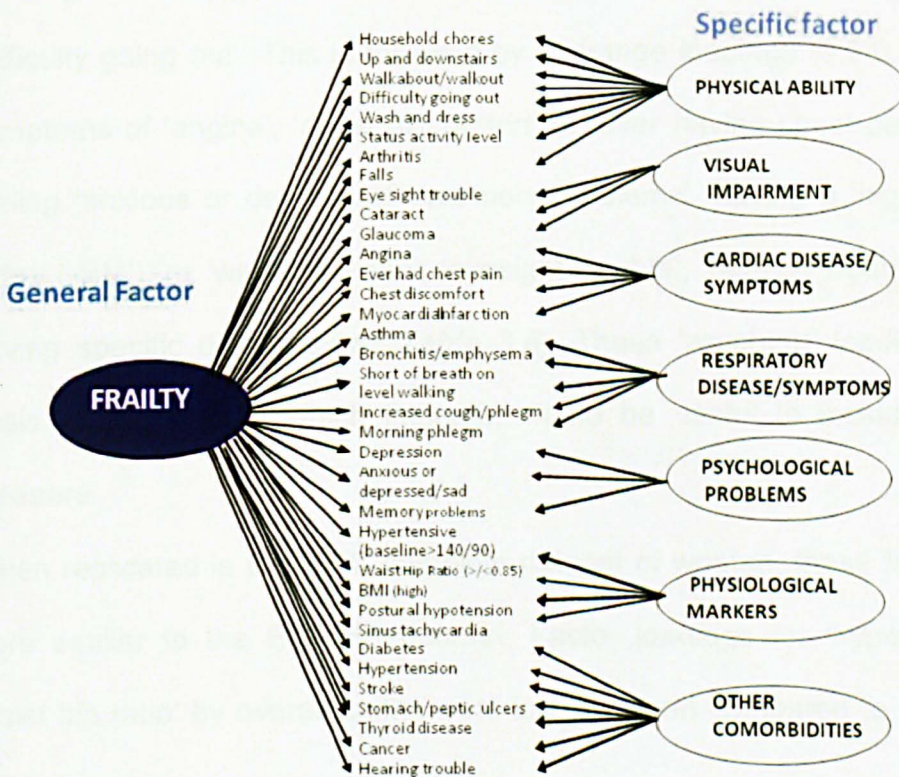 Specific factor
General Factor
FRAILTY
Household chores
Up and downstairs
Walkabout/walkout
Difficulty going out
Wash and dress
Status activity level
Arthritis
Falls
Eye sight trouble
Cataract
Glaucoma
Angina
Ever had chest pain
Chest discomfort
MyocardialInfarction
Asthma
Bronchitis/emphysema
Short of breath on
level walking
Increased cough/phlegm
Morning phlegm
Depression
Anxious or
depressed/sad
Memory problems
Hypertensive
(baseline>140/90)
Waist Hip Ratio (>/<0.85)
BMI (high)
Postural hypotension
Sinus tachycardia
Diabetes
Hypertension
Stroke
Stomach/peptic ulcers
Thyroid disease
Cancer
Hearing trouble
PHYSICAL ABILITY
VISUAL
IMPAIRMENT
CARDIAC DISEASE/
SYMPTOMS
RESPIRATORY
DISEASE/SYMPTOMS
PSYCHOLOGICAL
PROBLEMS
PHYSIOLOGICAL
MARKERS
OTHER
COMORBIDITIES